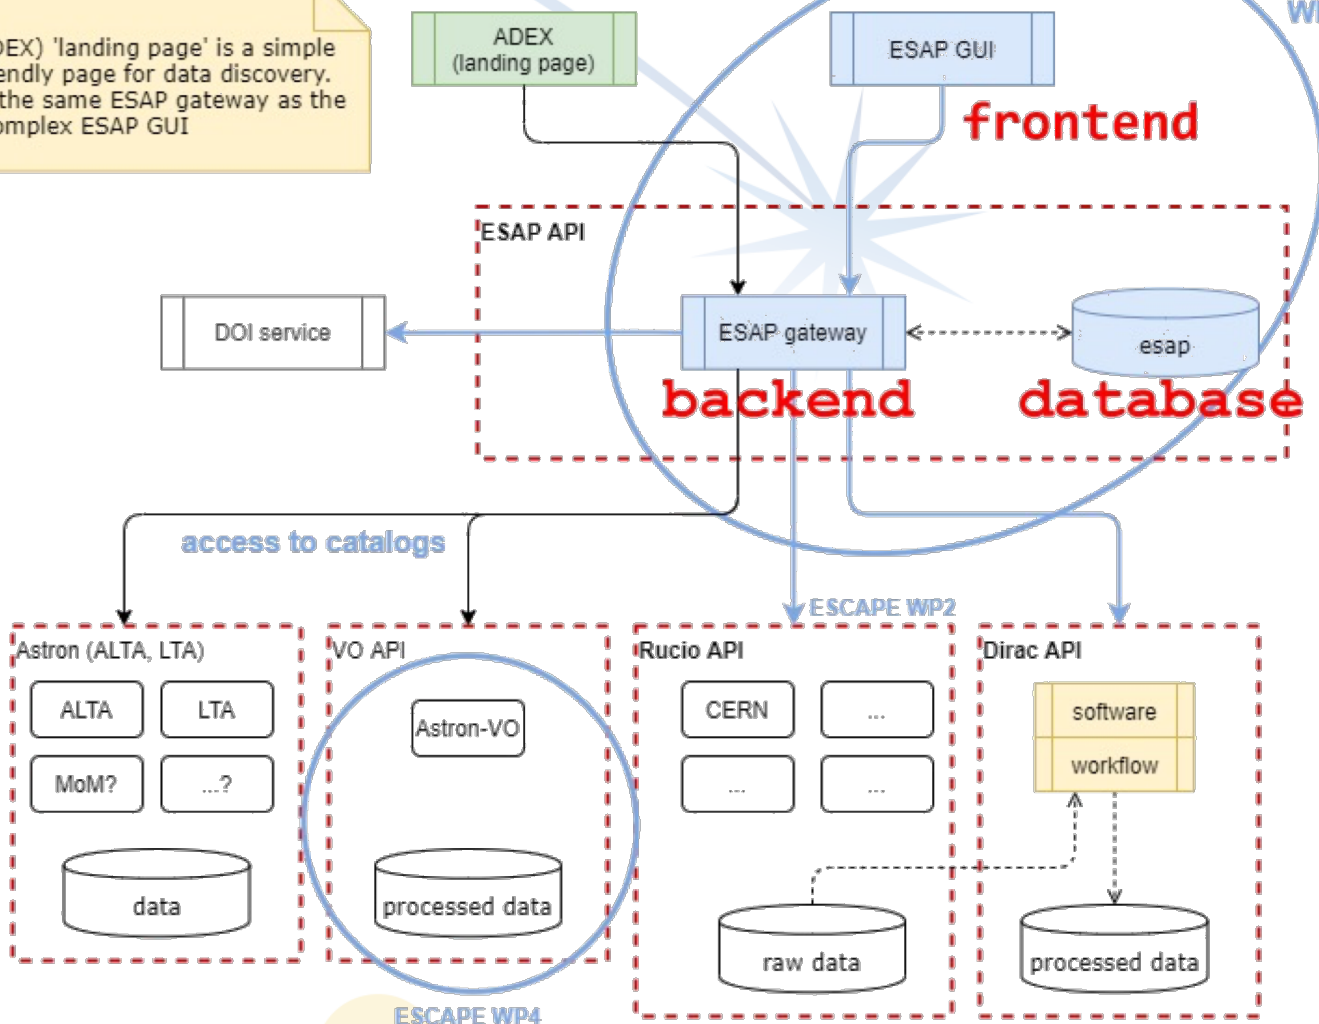 DEX) 'landing page' is a simple
endly page for data discovery.
the same ESAP gateway as the
omplex ESAP GUI
ADEX
(landing page)
ESAP GUI
frontend
ESAP API
DOI service
ESAP gateway
esap
backend
database
access to catalogs
ESCAPE WP2
Astron (ALTA, LTA)
ALTA
LTA
MoM?
...?
data
VO API
Astron-VO
processed data
ESCAPE WP4
Rucio API
CERN
...
...
...
raw data
Dirac API
software
workflow
processed data